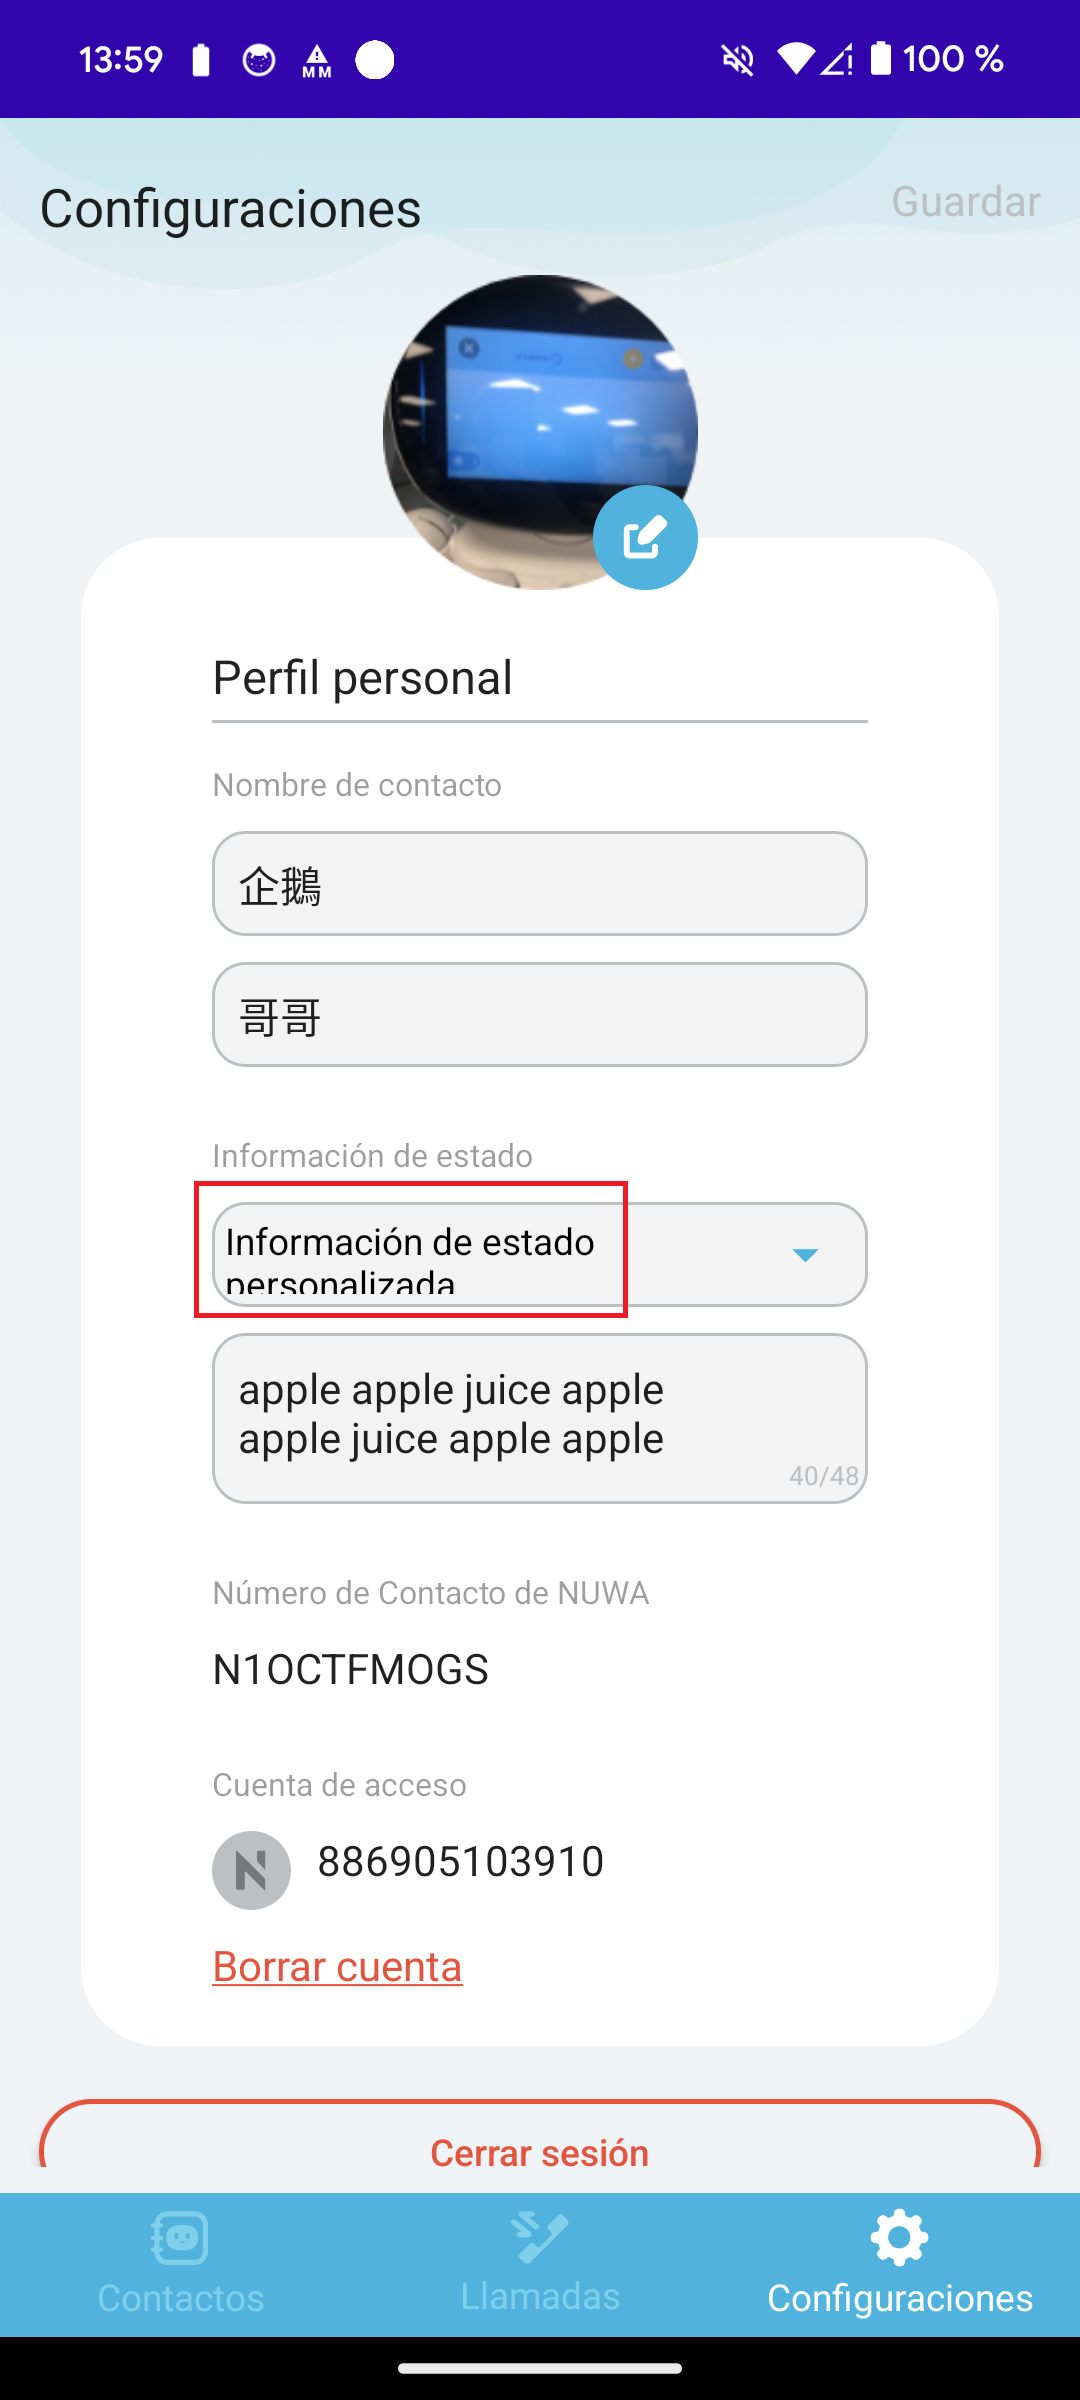 13:59
MM
100 %
Configuraciones
Guardar
Perfil personal
Nombre de contacto
企鵝
哥哥
Información de estado
Información de estado
personalizada
apple apple juice apple
apple juice apple apple
40/48
Número de Contacto de NUWA
N1OCTFMOGS
Cuenta de acceso
N
886905103910
Borrar cuenta
Cerrar sesión
Contactos
Llamadas
Configuraciones